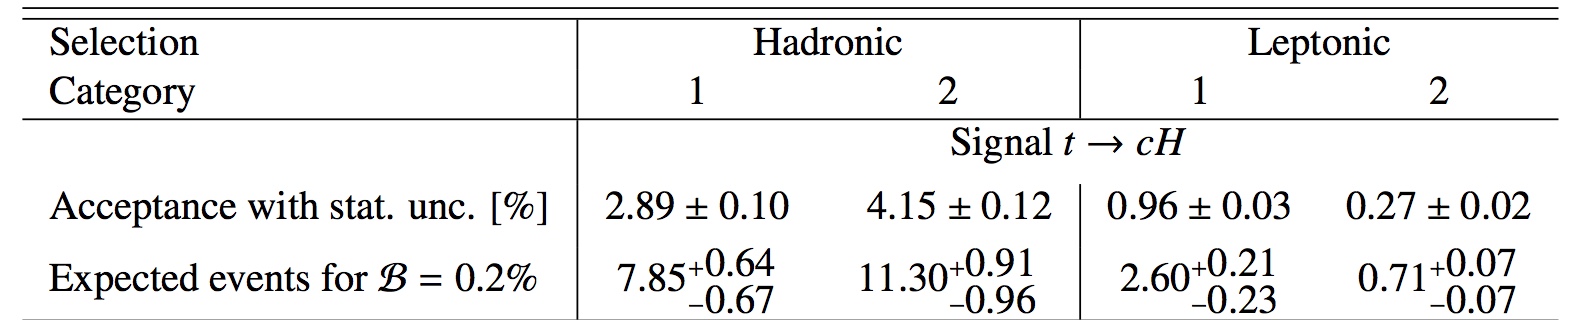 Selection Hadronic Leptonic
Category 1 2 1 2
Signal t → cH
Acceptance with stat. unc. [%] 2.89 ± 0.10 4.15 ± 0.12 0.96 ± 0.03 0.27 ± 0.02
Expected events for ℬ = 0.2% 7.85+0.64 −0.67 11.30+0.91 −0.96 2.60+0.21 −0.23 0.71+0.07 −0.07